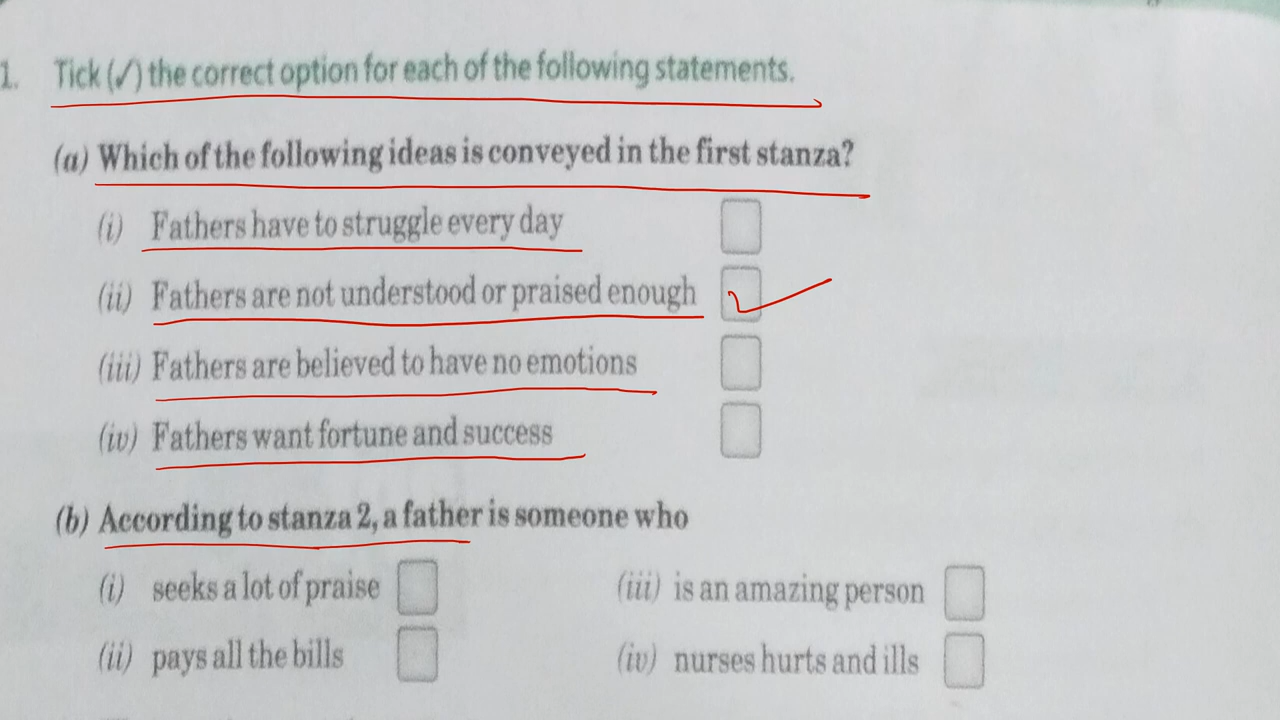 1. Tick (✓) the correct option for each of the following statements.
(a) Which of the following ideas is conveyed in the first stanza?
(i) Fathers have to struggle every day
(ii) Fathers are not understood or praised enough
(iii) Fathers are believed to have no emotions
(iv) Fathers want fortune and success
(b) According to stanza 2, a father is someone who
(i) seeks a lot of praise
(iii) is an amazing person
(ii) pays all the bills
(iv) nurses hurts and ills